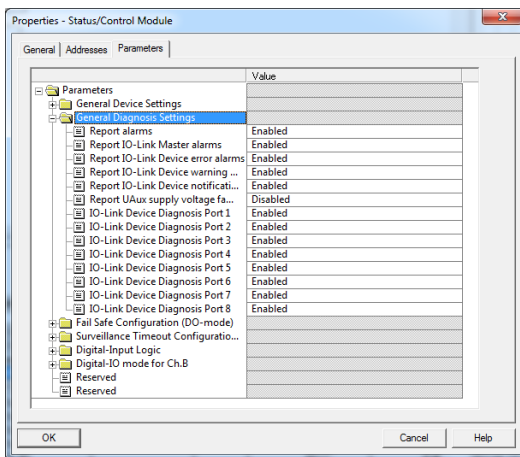 Properties - Status/Control Module
General Addresses Parameters
Value
Parameters
General Device Settings
General Diagnosis Settings
Report alarms Enabled
Report IO-Link Master alarms Enabled
Report IO-Link Device error alarms Enabled
Report IO-Link Device warning ... Enabled
Report IO-Link Device notificati... Enabled
Report UAux supply voltage fa... Disabled
IO-Link Device Diagnosis Port 1 Enabled
IO-Link Device Diagnosis Port 2 Enabled
IO-Link Device Diagnosis Port 3 Enabled
IO-Link Device Diagnosis Port 4 Enabled
IO-Link Device Diagnosis Port 5 Enabled
IO-Link Device Diagnosis Port 6 Enabled
IO-Link Device Diagnosis Port 7 Enabled
IO-Link Device Diagnosis Port 8 Enabled
Fail Safe Configuration (DO-mode)
Surveillance Timeout Configuratio...
Digital-Input Logic
Digital-IO mode for Ch.B
Reserved
Reserved
OK Cancel Help